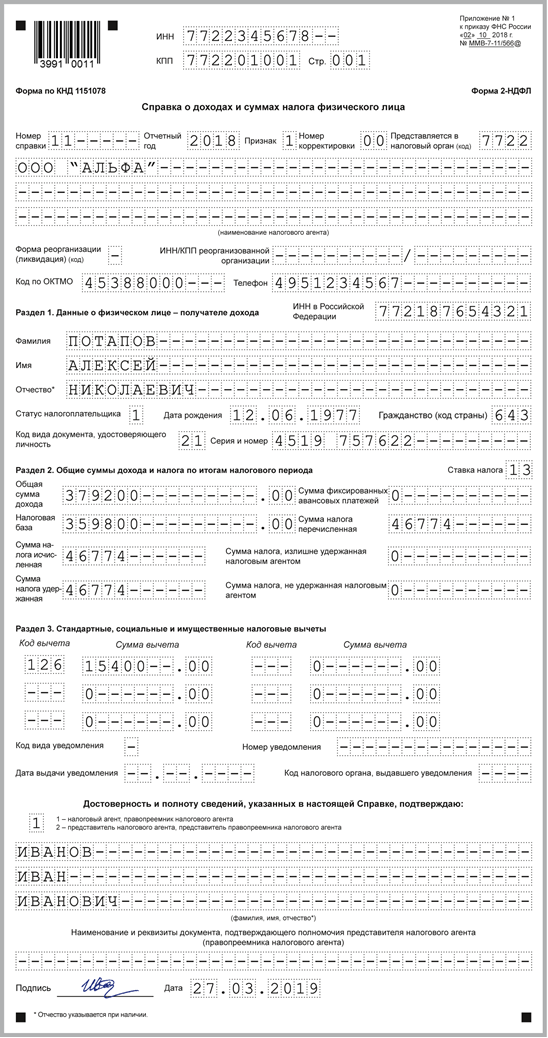 3991 0011
ИНН 7722345678--
КПП 772201001 Стр. 001
Приложение № 1
к приказу ФНС России
«02» 10 2018 г.
№ ММВ-7-11/566@
Форма по КНД 1151078 Форма 2-НДФЛ
Справка о доходах и суммах налога физического лица
Номер справки 11----- Отчетный год 2018 Признак 1 Номер корректировки 00 Представляется в налоговый орган (код) 7722
ООО "АЛЬФА"-----------------------------
----------------------------------------
----------------------------------------
(наименование налогового агента)
Форма реорганизации (ликвидация) (код) - ИНН/КПП реорганизованной организации ----------/---------
Код по ОКТМО 45388000--- Телефон 4951234567----------
Раздел 1. Данные о физическом лице – получателе дохода ИНН в Российской Федерации 772187654321
Фамилия ПОТАПОВ-----------------------------
Имя АЛЕКСЕЙ-----------------------------
Отчество* НИКОЛАЕВИЧ--------------------------
Статус налогоплательщика 1 Дата рождения 12.06.1977 Гражданство (код страны) 643
Код вида документа, удостоверяющего личность 21 Серия и номер 4519 757622---------
Раздел 2. Общие суммы дохода и налога по итогам налогового периода Ставка налога 13
Общая сумма дохода 379200---------.00 Сумма фиксированных авансовых платежей 0----------
Налоговая база 359800---------.00 Сумма налога перечисленная 46774------
Сумма налога исчис-ленная 46774------ Сумма налога, излишне удержанная налоговым агентом 0----------
Сумма налога удер-жанная 46774------ Сумма налога, не удержанная налоговым агентом 0----------
Раздел 3. Стандартные, социальные и имущественные налоговые вычеты
Код вычета Сумма вычета Код вычета Сумма вычета
126 15400--.00 --- 0------.00
--- 0------.00 --- 0------.00
--- 0------.00 --- 0------.00
Код вида уведомления - Номер уведомления ---------------
Дата выдачи уведомления --.--.---- Код налогового органа, выдавшего уведомления ----
Достоверность и полноту сведений, указанных в настоящей Справке, подтверждаю:
1 1 – налоговый агент, правопреемник налогового агента
2 – представитель налогового агента, представитель правопреемника налогового агента
ИВАНОВ----------------------------------
ИВАН------------------------------------
ИВАНОВИЧ--------------------------------
(фамилия, имя, отчество*)
Наименование и реквизиты документа, подтверждающего полномочия представителя налогового агента
(правопреемника налогового агента)
----------------------------------------
Подпись Дата 27.03.2019
* Отчество указывается при наличии.